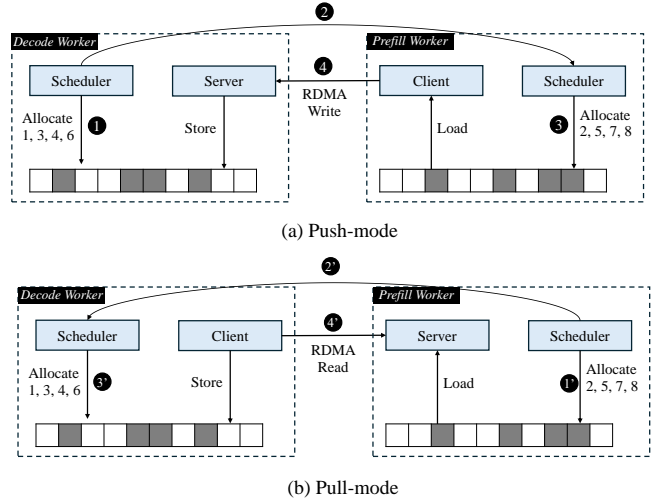 2
Decode Worker
Prefill Worker
Scheduler
Server
4
Client
Scheduler
RDMA
Write
Allocate
1, 3, 4, 6
1
Store
Load
3
Allocate
2, 5, 7, 8
(a) Push-mode
2'
Decode Worker
Prefill Worker
Scheduler
Client
4'
Server
Scheduler
RDMA
Read
Allocate
1, 3, 4, 6
3'
Store
Load
1'
Allocate
2, 5, 7, 8
(b) Pull-mode